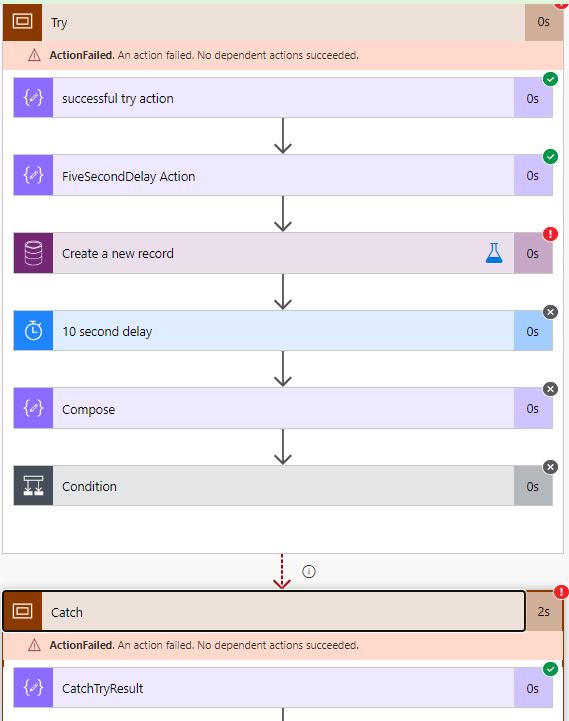 Try 0s
ActionFailed. An action failed. No dependent actions succeeded.
successful try action 0s
FiveSecondDelay Action 0s
Create a new record 0s
10 second delay 0s
Compose 0s
Condition 0s
Catch 2s
ActionFailed. An action failed. No dependent actions succeeded.
CatchTryResult 0s